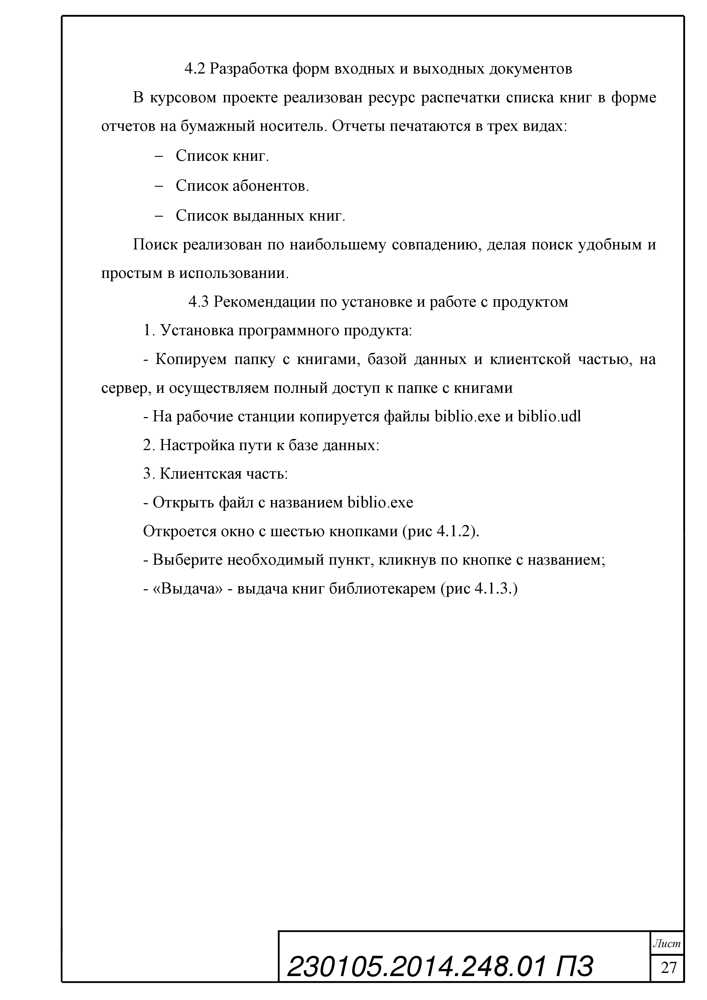 4.2 Разработка форм входных и выходных документов
В курсовом проекте реализован ресурс распечатки списка книг в форме
отчетов на бумажный носитель. Отчеты печатаются в трех видах:
− Список книг.
− Список абонентов.
− Список выданных книг.
Поиск реализован по наибольшему совпадению, делая поиск удобным и
простым в использовании.
4.3 Рекомендации по установке и работе с продуктом
1. Установка программного продукта:
- Копируем папку с книгами, базой данных и клиентской частью, на
сервер, и осуществляем полный доступ к папке с книгами
- На рабочие станции копируется файлы biblio.exe и biblio.udl
2. Настройка пути к базе данных:
3. Клиентская часть:
- Открыть файл с названием biblio.exe
Откроется окно с шестью кнопками (рис 4.1.2).
- Выберите необходимый пункт, кликнув по кнопке с названием;
- «Выдача» - выдача книг библиотекарем (рис 4.1.3.)
230105.2014.248.01 ПЗ
Лист
27